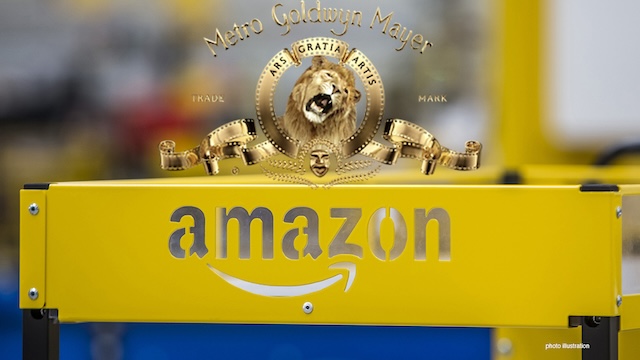 Metro Goldwyn Mayer
ARS GRATIA ARTIS
TRADE MARK
amazon
photo illustration